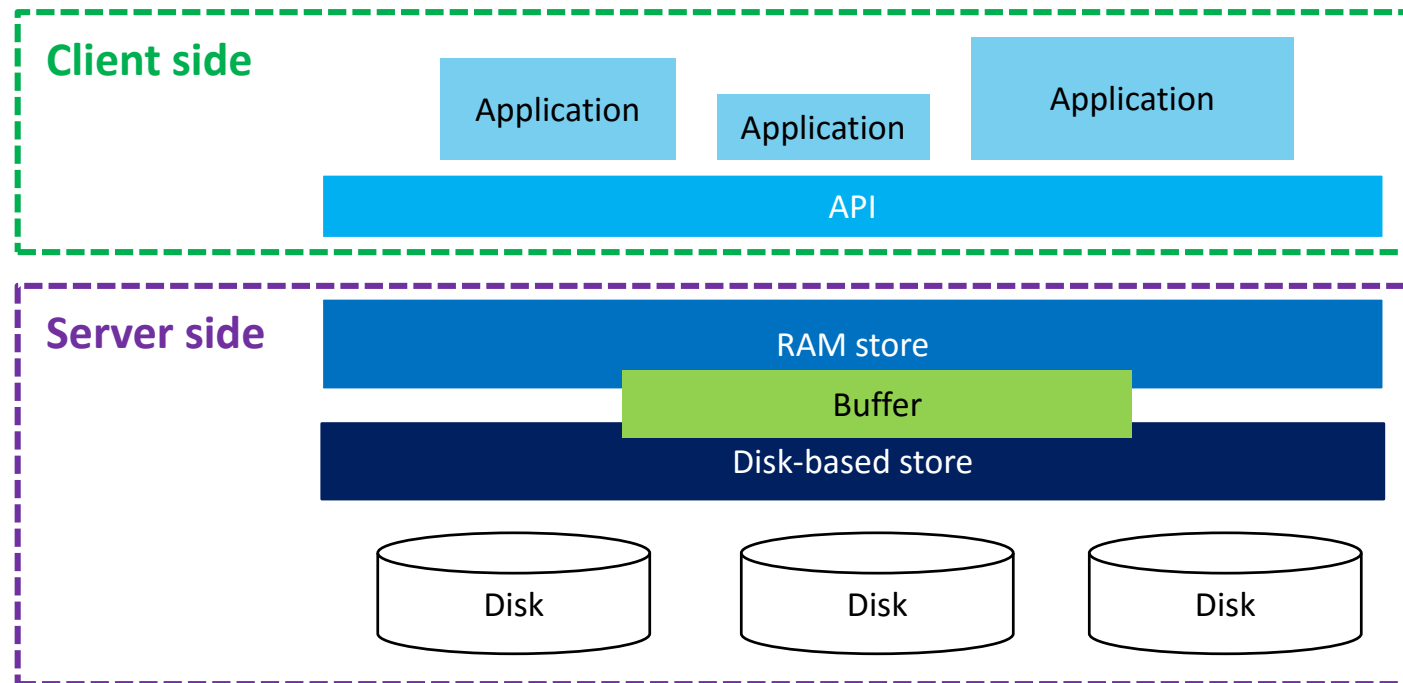 Client side
Application
Application
Application
API
Server side
RAM store
Buffer
Disk-based store
Disk
Disk
Disk